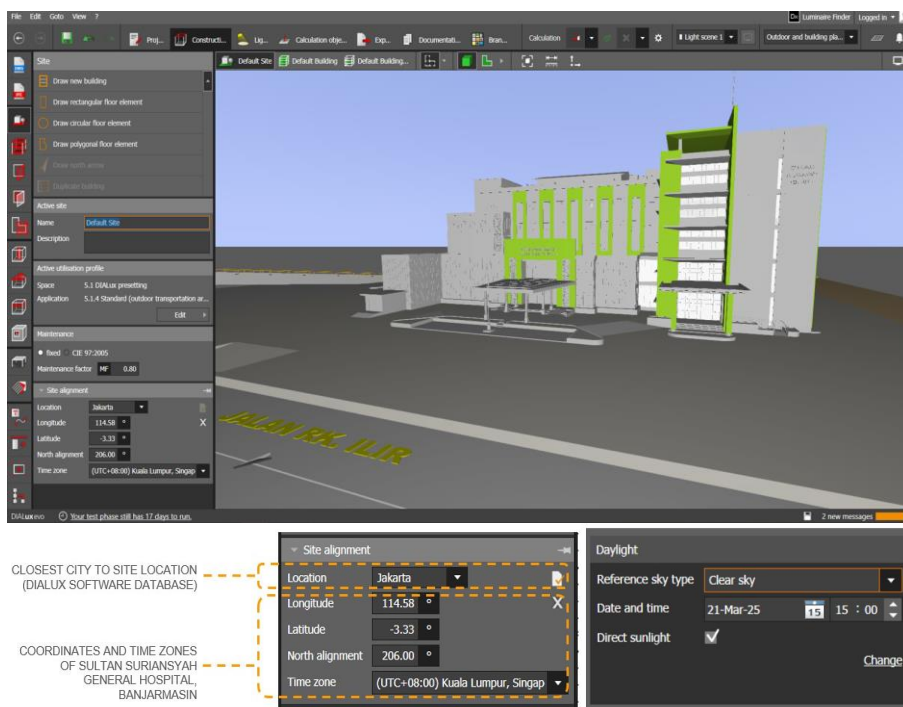 File Edit Goto View ?
Luminaire Finder Logged in
Proj... Constructi... Lig... Calculation obje... Exp... Documentati... Bran... Calculation Light scene 1 Outdoor and building pla...
Site
Default Site Default Building Default Building...
Draw new building
Draw rectangular floor element
Draw circular floor element
Draw polygonal floor element
Draw north arrow
Duplicate building
Active site
Name Default Site
Description
Active utilisation profile
Space 5.1 DIALux presetting
Application 5.1.4 Standard (outdoor transportation ar...
Edit
Maintenance
fixed CIE 97:2005
Maintenance factor MF 0.80
Site alignment
Location Jakarta
Longitude 114.58 °
X
Latitude -3.33 °
North alignment 206.00 °
Time zone (UTC+08:00) Kuala Lumpur, Singap
JALAN RK. ILIR
DIALux evo Your test phase still has 17 days to run.
2 new messages
CLOSEST CITY TO SITE LOCATION
(DIALUX SOFTWARE DATABASE)
COORDINATES AND TIME ZONES
OF SULTAN SURIANSYAH
GENERAL HOSPITAL,
BANJARMASIN
Site alignment
Location Jakarta
Longitude 114.58 °
X
Latitude -3.33 °
North alignment 206.00 °
Time zone (UTC+08:00) Kuala Lumpur, Singap
Daylight
Reference sky type Clear sky
Date and time 21-Mar-25 15 15 : 00
Direct sunlight
Change